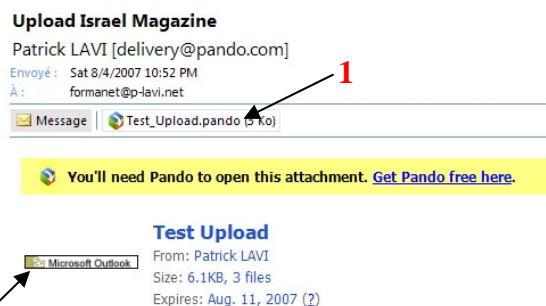 Upload Israel Magazine
Patrick LAVI [delivery@pando.com]
Envoyé : Sat 8/4/2007 10:52 PM
À : formanet@p-lavi.net
1
Message Test_Upload.pando (5 Ko)
You'll need Pando to open this attachment. Get Pando free here.
Test Upload
Microsoft Outlook
From: Patrick LAVI
Size: 6.1KB, 3 files
Expires: Aug. 11, 2007 (?)